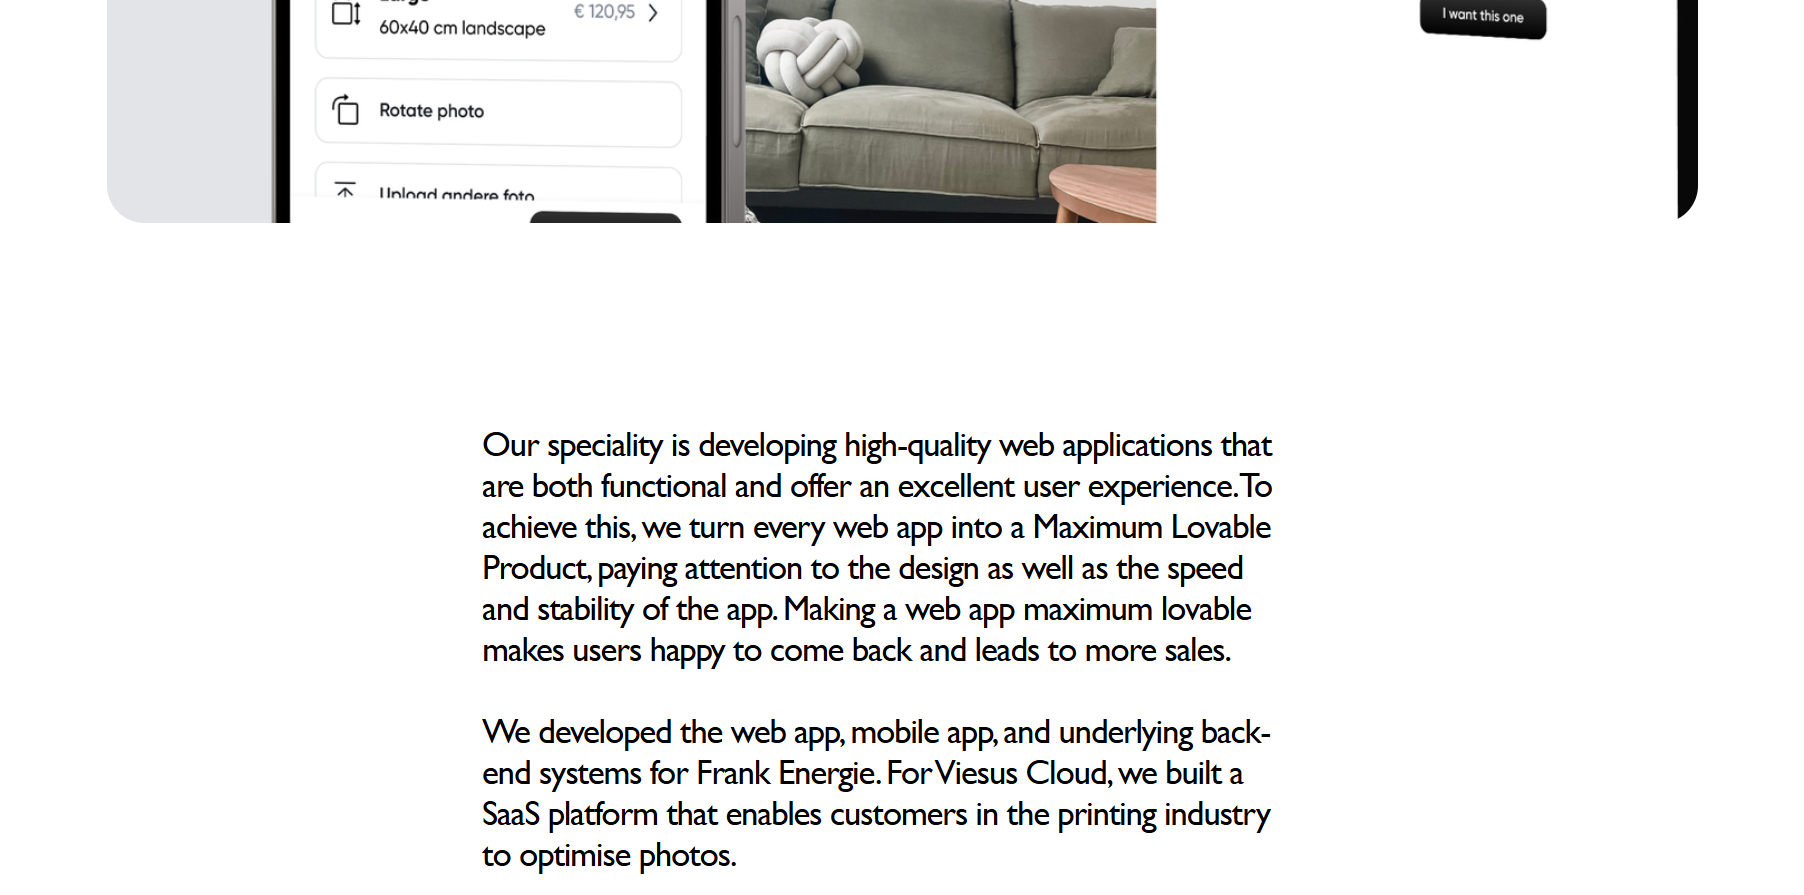 € 120,95
60x40 cm landscape
Rotate photo
Upload andere foto
I want this one
Our speciality is developing high-quality web applications that
are both functional and offer an excellent user experience. To
achieve this, we turn every web app into a Maximum Lovable
Product, paying attention to the design as well as the speed
and stability of the app. Making a web app maximum lovable
makes users happy to come back and leads to more sales.
We developed the web app, mobile app, and underlying back-
end systems for Frank Energie. For Viesus Cloud, we built a
SaaS platform that enables customers in the printing industry
to optimise photos.